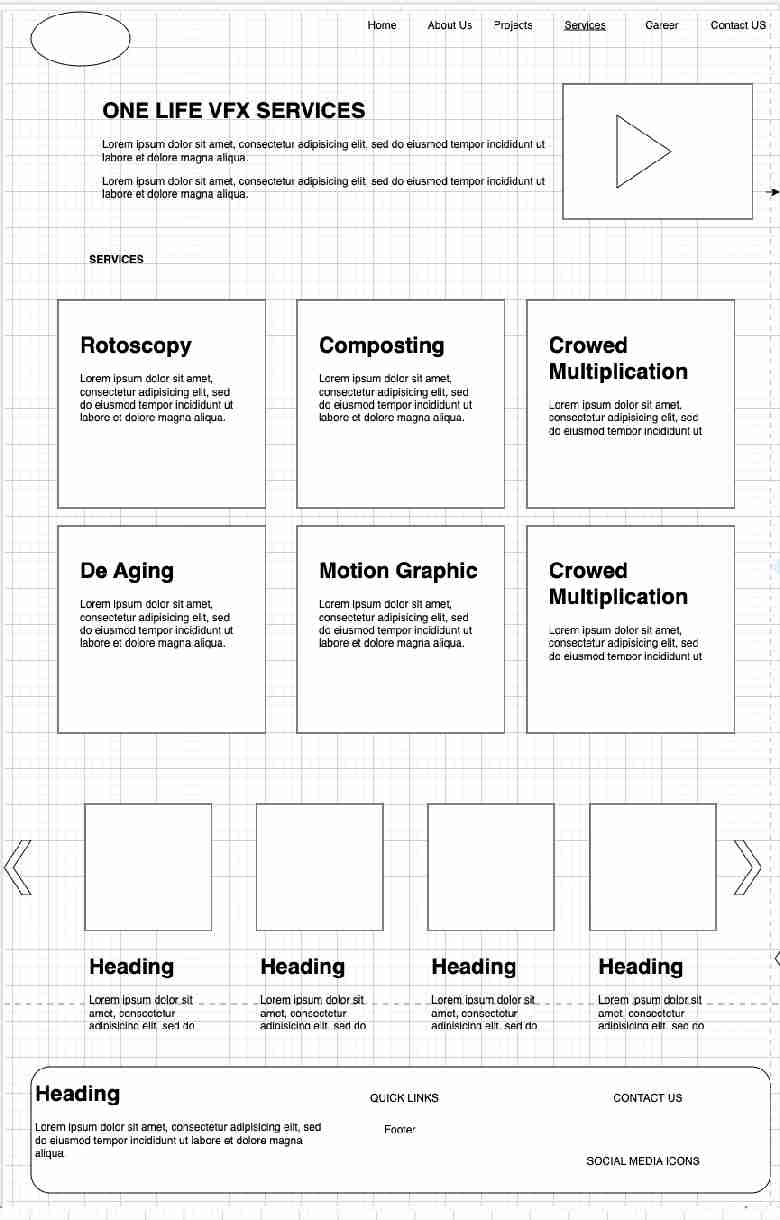 Home About Us Projects Services Career Contact US
ONE LIFE VFX SERVICES
Lorem ipsum dolor sit amet, consectetur adipisicing elit, sed do eiusmod tempor incididunt ut
labore et dolore magna aliqua.
Lorem ipsum dolor sit amet, consectetur adipisicing elit, sed do eiusmod tempor incididunt ut
labore et dolore magna aliqua.
SERVICES
Rotoscopy
Lorem ipsum dolor sit amet,
consectetur adipisicing elit, sed
do eiusmod tempor incididunt ut
labore et dolore magna aliqua.
Composting
Lorem ipsum dolor sit amet,
consectetur adipisicing elit, sed
do eiusmod tempor incididunt ut
labore et dolore magna aliqua.
Crowed
Multiplication
Lorem ipsum dolor sit amet,
consectetur adipisicing elit, sed
do eiusmod tempor incididunt ut
De Aging
Lorem ipsum dolor sit amet,
consectetur adipisicing elit, sed
do eiusmod tempor incididunt ut
labore et dolore magna aliqua.
Motion Graphic
Lorem ipsum dolor sit amet,
consectetur adipisicing elit, sed
do eiusmod tempor incididunt ut
labore et dolore magna aliqua.
Crowed
Multiplication
Lorem ipsum dolor sit amet,
consectetur adipisicing elit, sed
do eiusmod tempor incididunt ut
Heading
Lorem ipsum dolor sit
amet, consectetur
adipisicing elit, sed do
Heading
Lorem ipsum dolor sit
amet, consectetur
adipisicing elit, sed do
Heading
Lorem ipsum dolor sit
amet, consectetur
adipisicing elit, sed do
Heading
Lorem ipsum dolor sit
amet, consectetur
adipisicing elit, sed do
Heading
Lorem ipsum dolor sit amet, consectetur adipisicing elit, sed
do eiusmod tempor incididunt ut labore et dolore magna
aliqua.
QUICK LINKS
Footer
CONTACT US
SOCIAL MEDIA ICONS